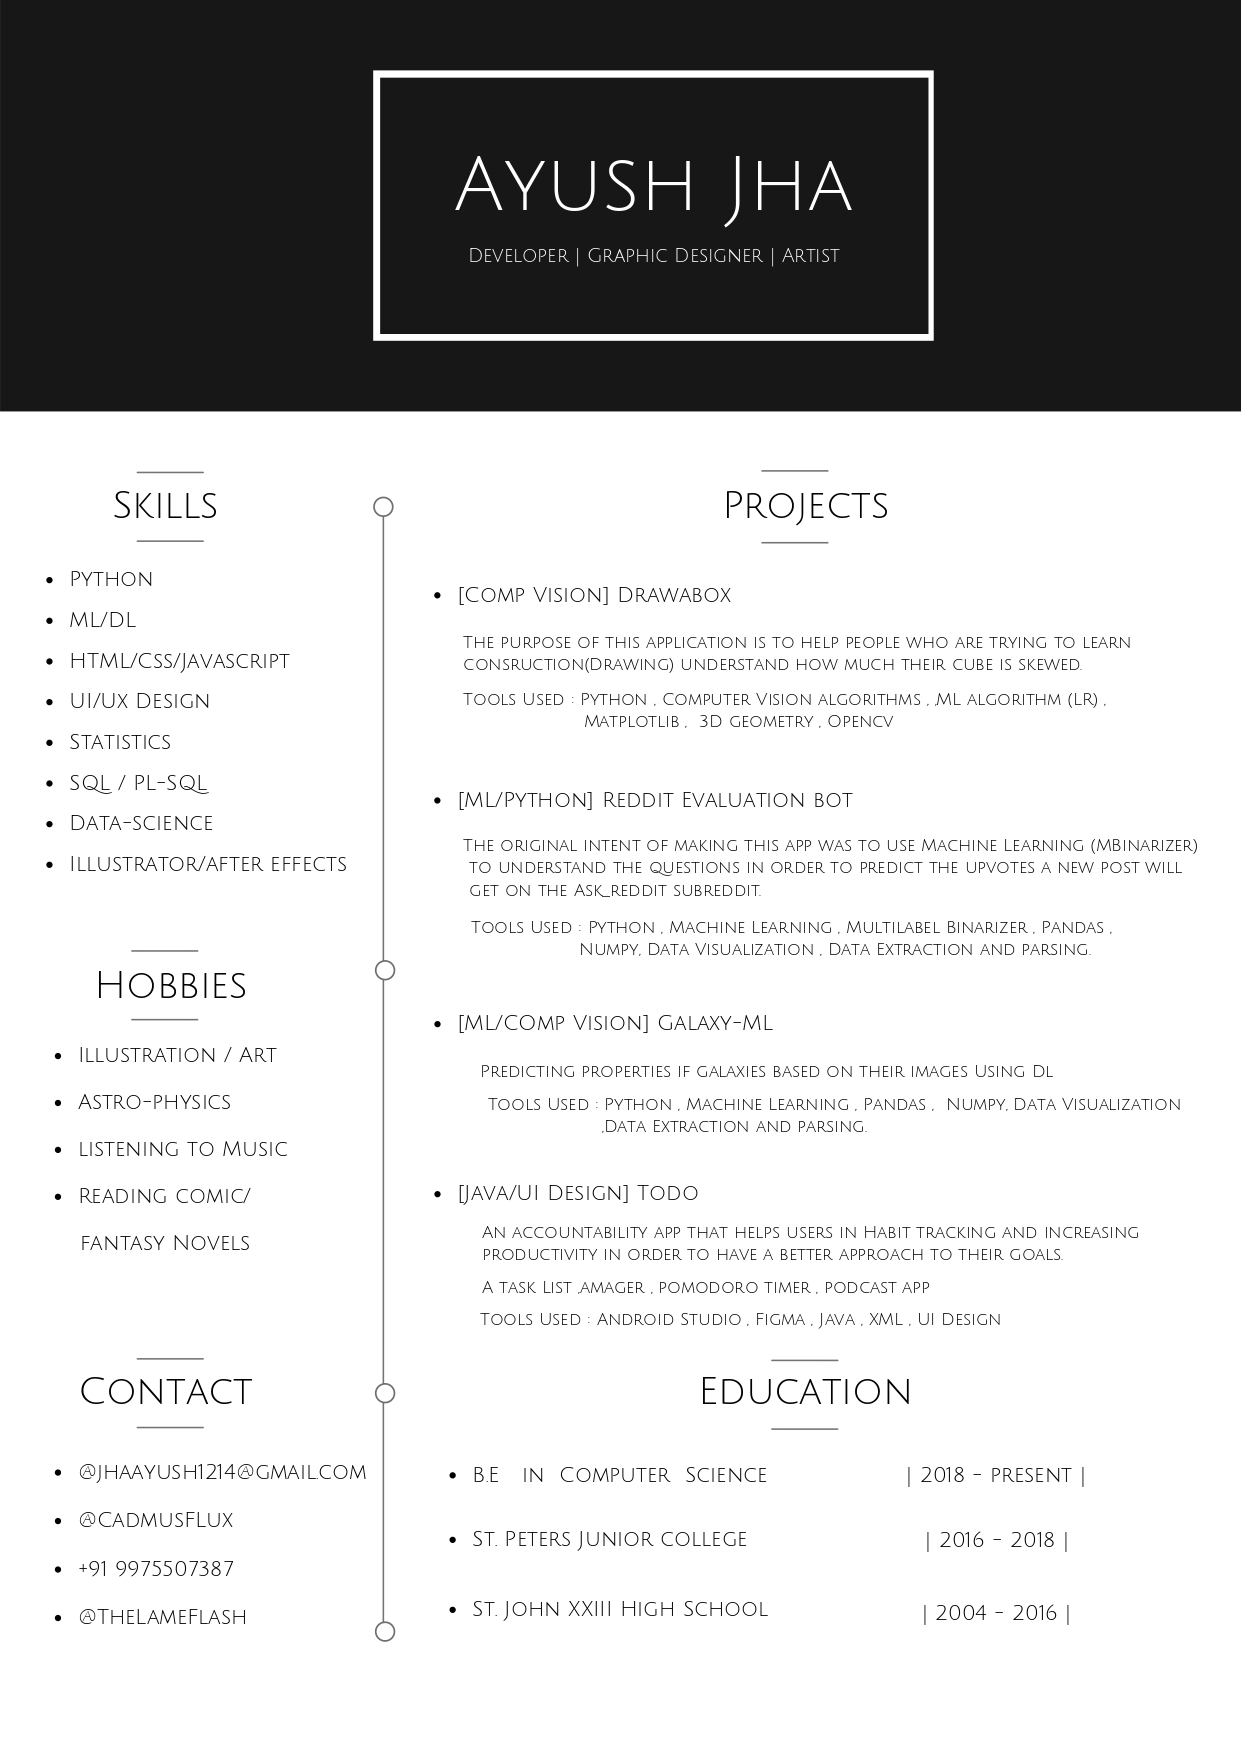 Ayush Jha
Developer | Graphic Designer | Artist
Skills
• Python
• ML/DL
• HTML/Css/Javascript
• UI/Ux Design
• Statistics
• SQL / PL-SQL
• Data-science
• Illustrator/after effects
Hobbies
• Illustration / Art
• Astro-physics
• listening to Music
• Reading comic/
fantasy Novels
Contact
• @jhaayush1214@gmail.com
• @CadmusFlux
• +91 9975507387
• @TheLameFlash
Projects
• [Comp Vision] Drawabox
The purpose of this application is to help people who are trying to learn
consruction(Drawing) understand how much their cube is skewed.
Tools Used : Python , Computer Vision algorithms , ,ML algorithm (LR) ,
Matplotlib , 3D geometry , Opencv
• [ML/Python] Reddit Evaluation bot
The original intent of making this app was to use Machine Learning (MBinarizer)
to understand the questions in order to predict the upvotes a new post will
get on the Ask_reddit subreddit.
Tools Used : Python , Machine Learning , Multilabel Binarizer , Pandas ,
Numpy, Data Visualization , Data Extraction and parsing.
• [ML/COmp Vision] Galaxy-ML
Predicting properties if galaxies based on their images Using Dl
Tools Used : Python , Machine Learning , Pandas , Numpy, Data Visualization
,Data Extraction and parsing.
• [Java/UI Design] Todo
An accountability app that helps users in Habit tracking and increasing
productivity in order to have a better approach to their goals.
A task List ,amager , pomodoro timer , podcast app
Tools Used : Android Studio , Figma , Java , XML , UI Design
Education
• B.E in Computer Science | 2018 - present |
• St. Peters Junior college | 2016 - 2018 |
• St. John XXIII High School | 2004 - 2016 |